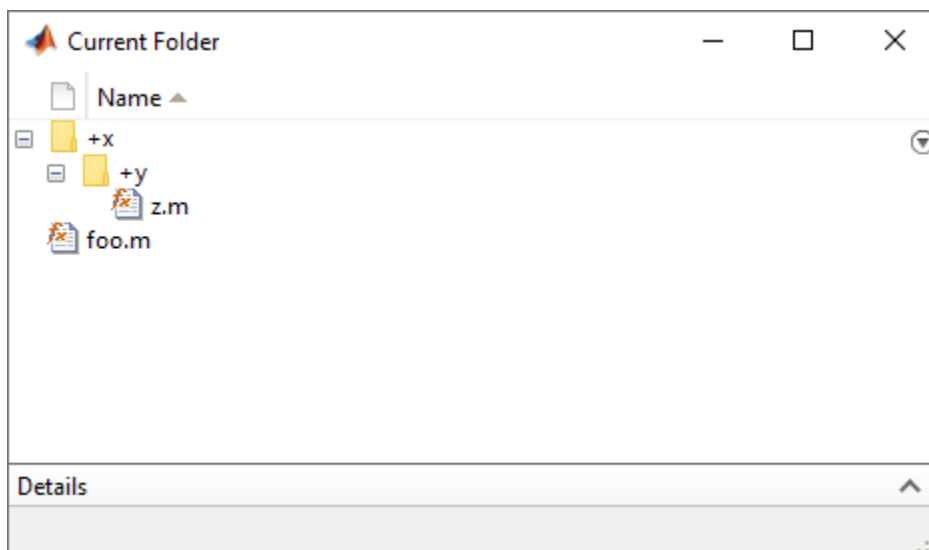 Current Folder
Name
+x
+y
z.m
foo.m
Details